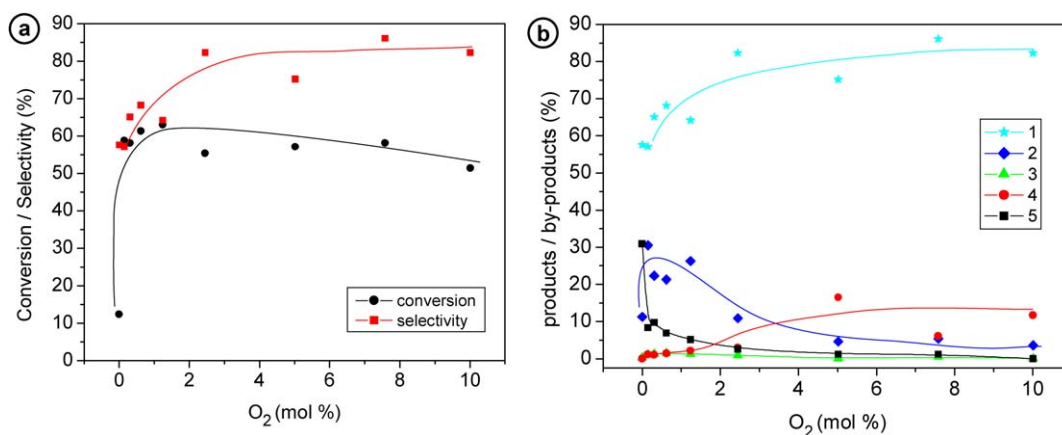 a
Conversion / Selectivity (%)
90
80
70
60
50
40
30
20
10
0
0 2 4 6 8 10
O2 (mol %)
conversion
selectivity
b
products / by-products (%)
90
80
70
60
50
40
30
20
10
0
0 2 4 6 8 10
O2 (mol %)
1
2
3
4
5